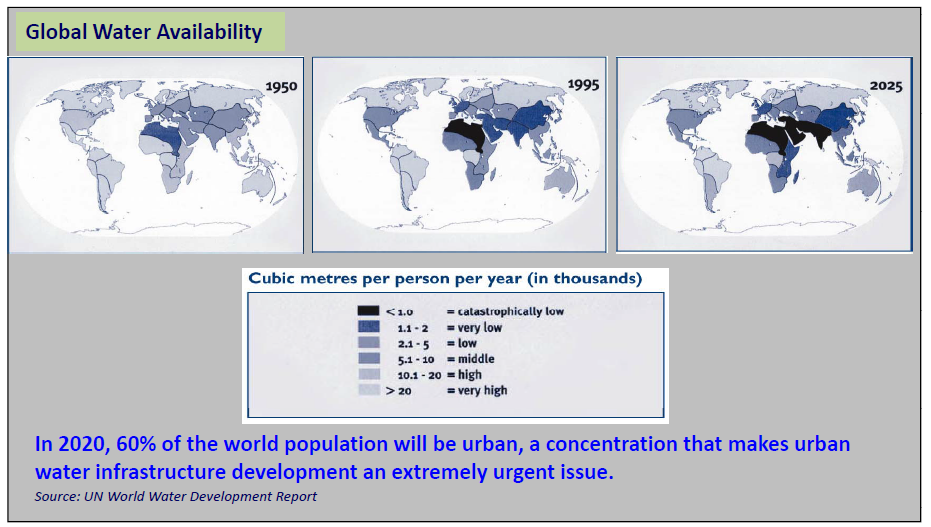 Global Water Availability
1950
1995
2025
Cubic metres per person per year (in thousands)
< 1.0 = catastrophically low
1.1 - 2 = very low
2.1 - 5 = low
5.1 - 10 = middle
10.1 - 20 = high
> 20 = very high
In 2020, 60% of the world population will be urban, a concentration that makes urban
water infrastructure development an extremely urgent issue.
Source: UN World Water Development Report